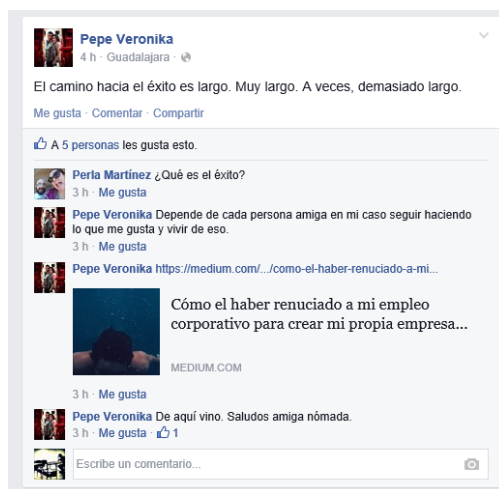 Pepe Veronika
4 h · Guadalajara ·
El camino hacia el éxito es largo. Muy largo. A veces, demasiado largo.
Me gusta · Comentar · Compartir
A 5 personas les gusta esto.
Perla Martínez ¿Qué es el éxito?
3 h · Me gusta
Pepe Veronika Depende de cada persona amiga en mi caso seguir haciendo
lo que me gusta y vivir de eso.
3 h · Me gusta
Pepe Veronika https://medium.com/.../como-el-haber-renuciado-a-mi...
Cómo el haber renuciado a mi empleo
corporativo para crear mi propia empresa...
MEDIUM.COM
3 h · Me gusta
Pepe Veronika De aquí vino. Saludos amiga nómada.
3 h · Me gusta · 1
Escribe un comentario...